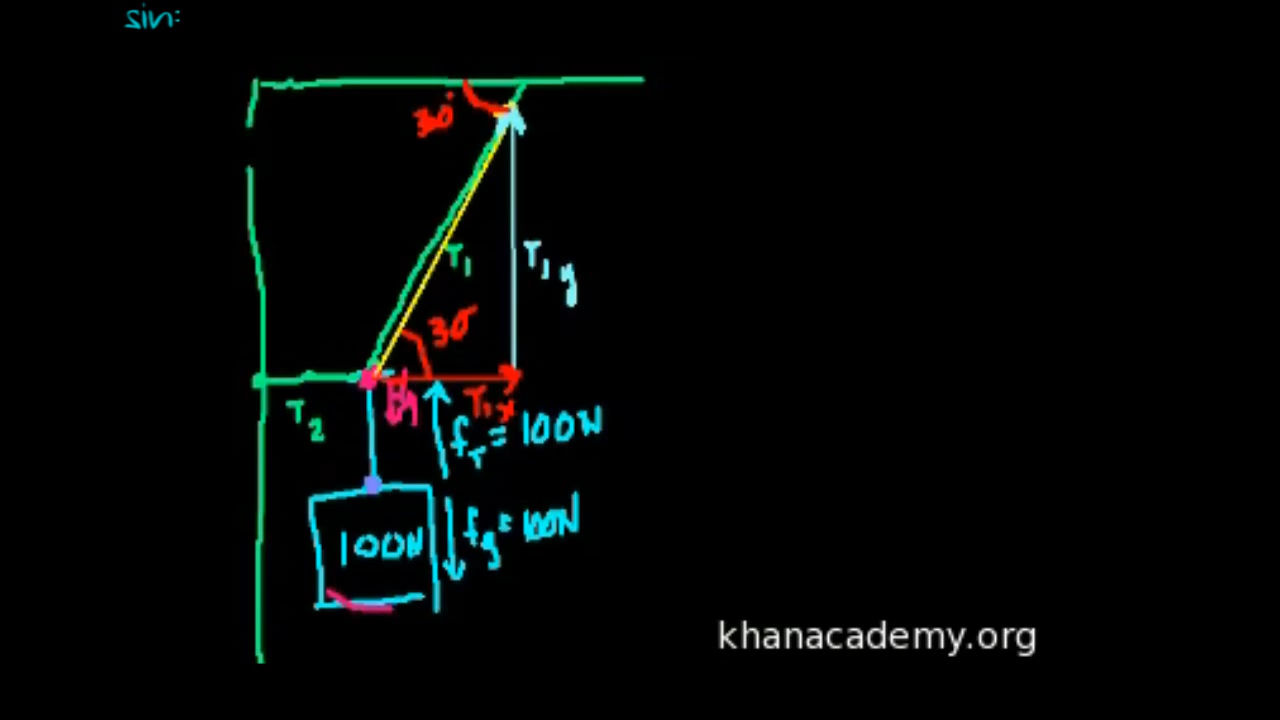 sin:
30°
T₁
T₁y
30°
T₂
T₁x
fT = 100N
fg = 100N
100N
khanacademy.org